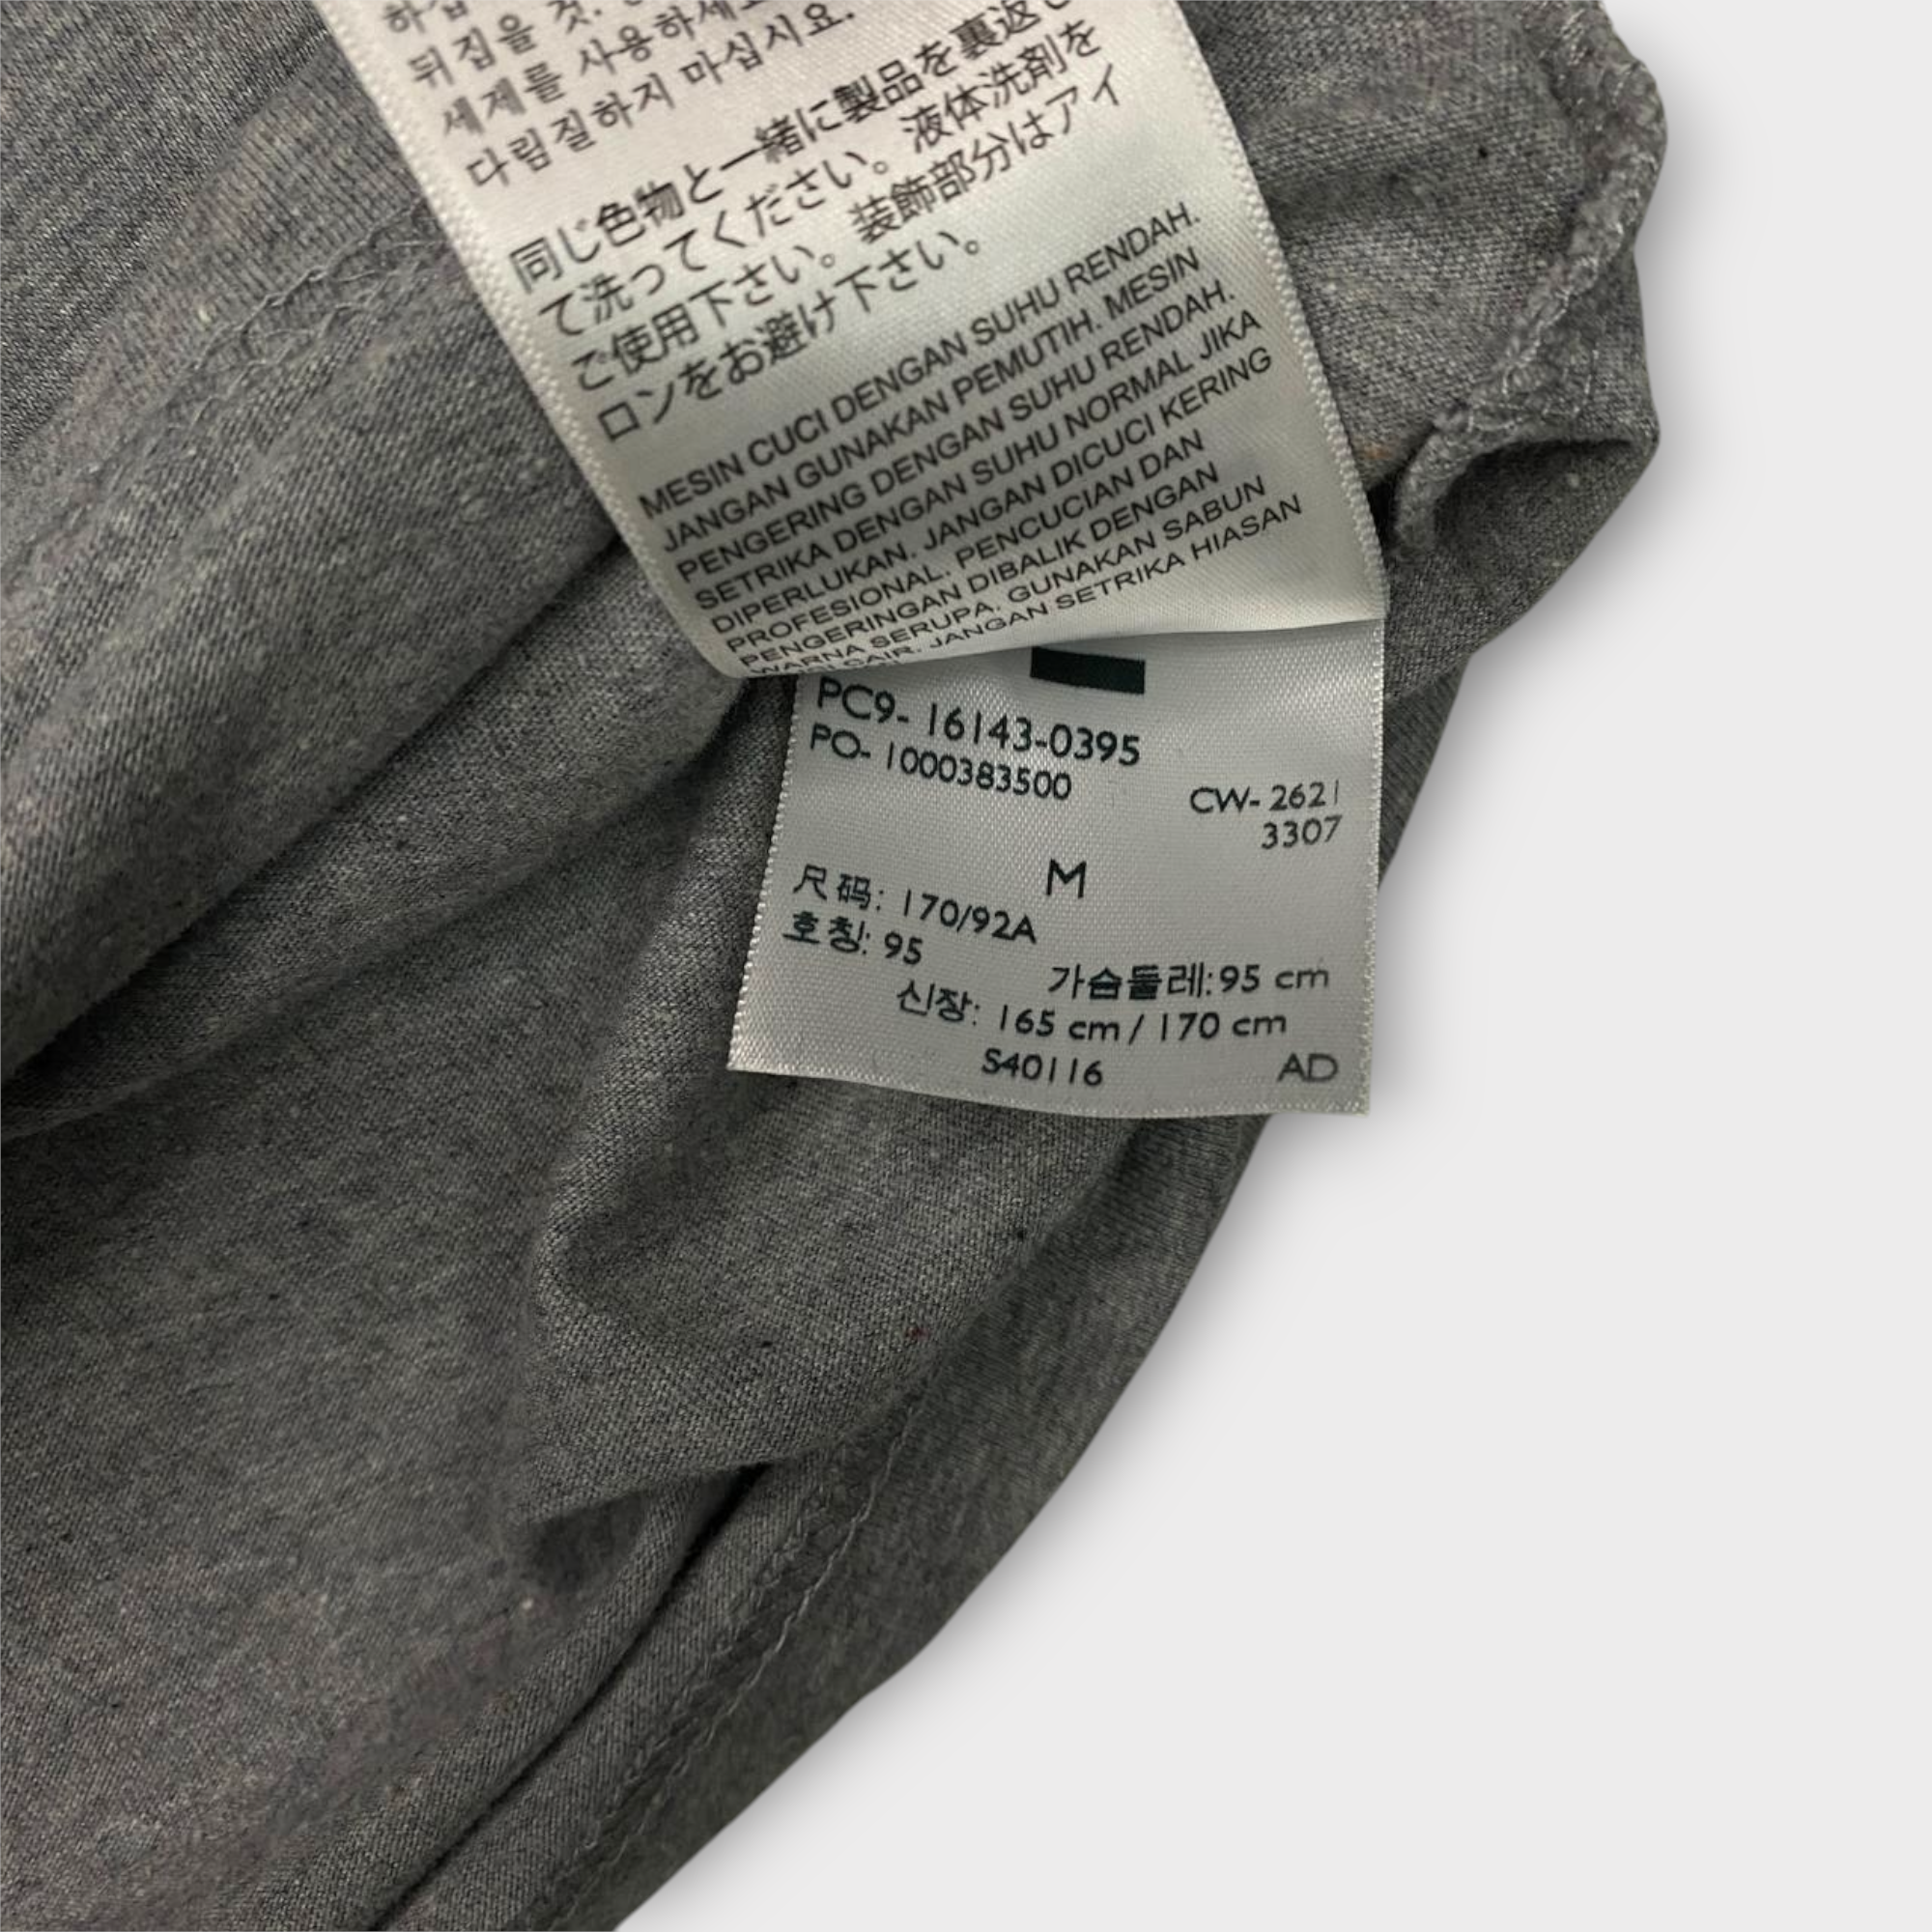 뒤집을 것.
세제를 사용하세요
다림질하지 마십시요.
同じ色物と一緒に製品を裏返し
て洗ってください。液体洗剤を
ご使用下さい。装飾部分はアイ
ロンをお避け下さい。
MESIN CUCI DENGAN SUHU RENDAH.
JANGAN GUNAKAN PEMUTIH. MESIN
PENGERING DENGAN SUHU RENDAH.
SETRIKA DENGAN SUHU NORMAL JIKA
DIPERLUKAN. JANGAN DICUCI KERING
PROFESIONAL. PENCUCIAN DAN
PENGERINGAN DIBALIK DENGAN
WARNA SERUPA. GUNAKAN SABUN
CAIR. JANGAN SETRIKA HIASAN
PC9- 16143-0395
PO- 1000383500
CW- 2621
3307
M
尺码: 170/92A
호칭: 95
가슴둘레: 95 cm
신장: 165 cm / 170 cm
S40116
AD